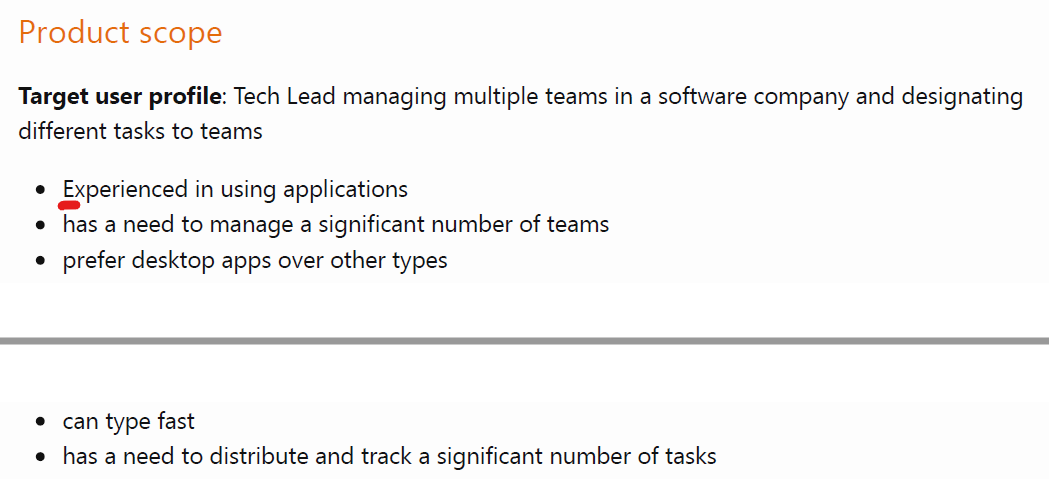 Product scope
Target user profile: Tech Lead managing multiple teams in a software company and designating
different tasks to teams
• Experienced in using applications
• has a need to manage a significant number of teams
• prefer desktop apps over other types
• can type fast
• has a need to distribute and track a significant number of tasks